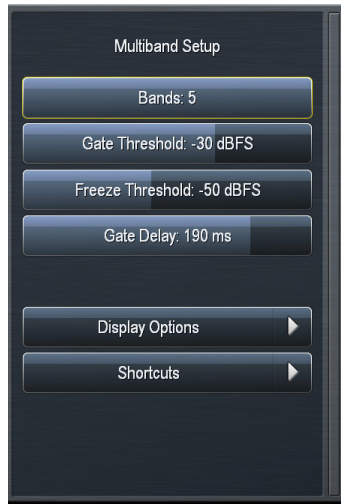 Multiband Setup
Bands: 5
Gate Threshold: -30 dBFS
Freeze Threshold: -50 dBFS
Gate Delay: 190 ms
Display Options
Shortcuts